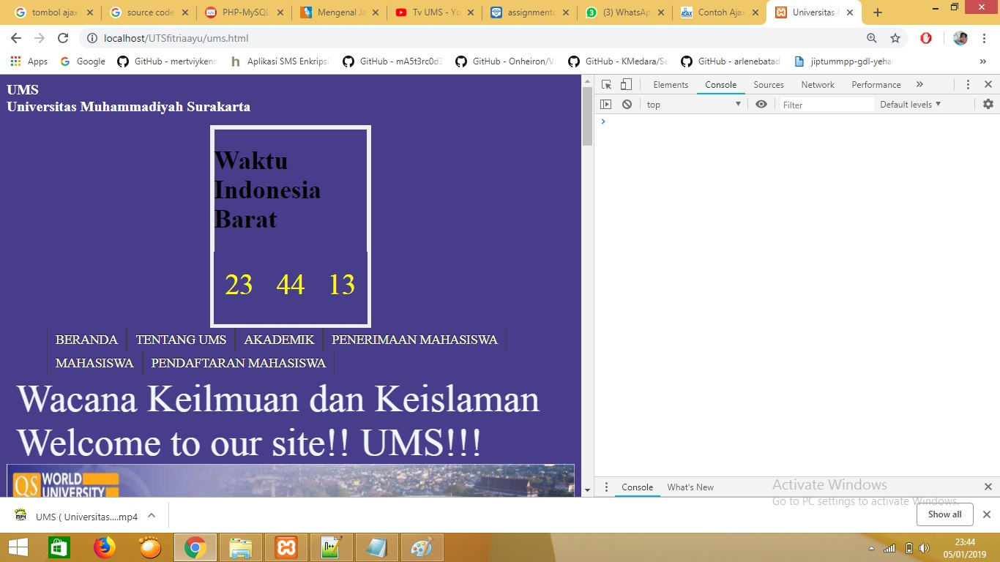 tombol ajax
source code
PHP-MySQL
Mengenal Ja
Tv UMS - Yo
assignment
(3) WhatsAp
Contoh Ajax
Universitas
localhost/UTSfitriaayu/ums.html
Apps
Google
GitHub - mertviykenn
Aplikasi SMS Enkripsi
GitHub - mA5t3rc0d3
GitHub - Onheiron/V
GitHub - KMedara/Se
GitHub - arlenebatad
jiptummpp-gdl-yeha
»
UMS
Universitas Muhammadiyah Surakarta
Waktu
Indonesia
Barat
23 44 13
BERANDA TENTANG UMS AKADEMIK PENERIMAAN MAHASISWA
MAHASISWA PENDAFTARAN MAHASISWA
Wacana Keilmuan dan Keislaman
Welcome to our site!! UMS!!!
QS WORLD
UNIVERSITY
Elements Console Sources Network Performance »
top Filter Default levels
Console What's New
Activate Windows
Go to PC settings to activate Windows.
UMS ( Universitas....mp4
Show all
23:44
05/01/2019